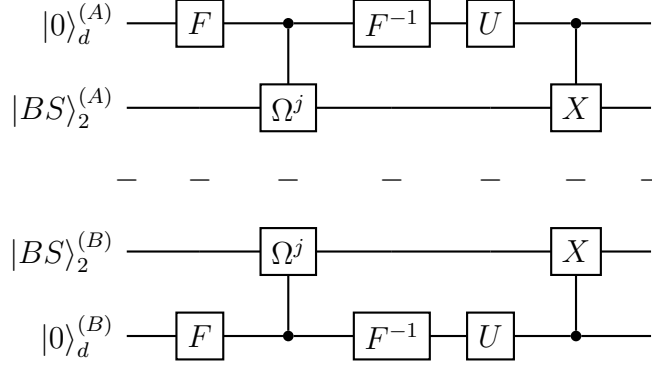 |0⟩_d^{(A)} F F^{-1} U
|BS⟩_2^{(A)} Ω^j X
|BS⟩_2^{(B)} Ω^j X
|0⟩_d^{(B)} F F^{-1} U